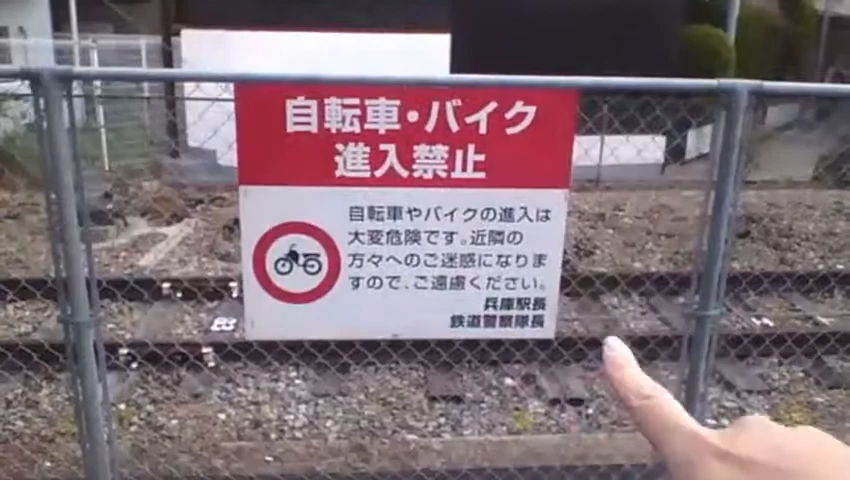 自転車・バイク
進入禁止
自転車やバイクの進入は
大変危険です。近隣の
方々へのご迷惑になりま
すので、ご遠慮ください。
兵庫駅長
鉄道警察隊長